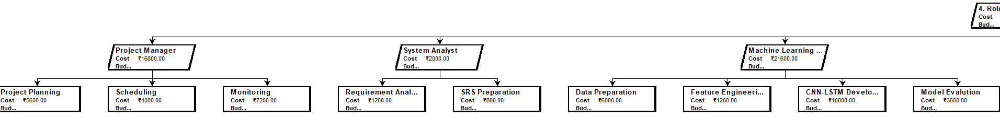 4. Role
Cost
Bud...
Project Manager
Cost ₹16800.00
Bud...
System Analyst
Cost ₹2000.00
Bud...
Machine Learning ...
Cost ₹21600.00
Bud...
Project Planning
Cost ₹5600.00
Bud...
Scheduling
Cost ₹4000.00
Bud...
Monitoring
Cost ₹7200.00
Bud...
Requirement Anal...
Cost ₹1200.00
Bud...
SRS Preparation
Cost ₹800.00
Bud...
Data Preparation
Cost ₹6000.00
Bud...
Feature Engineeri...
Cost ₹1200.00
Bud...
CNN-LSTM Develo...
Cost ₹10800.00
Bud...
Model Evalution
Cost ₹3600.00
Bud...